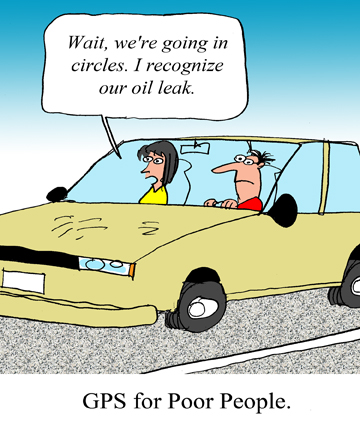 Wait, we're going in
circles. I recognize
our oil leak.
GPS for Poor People.